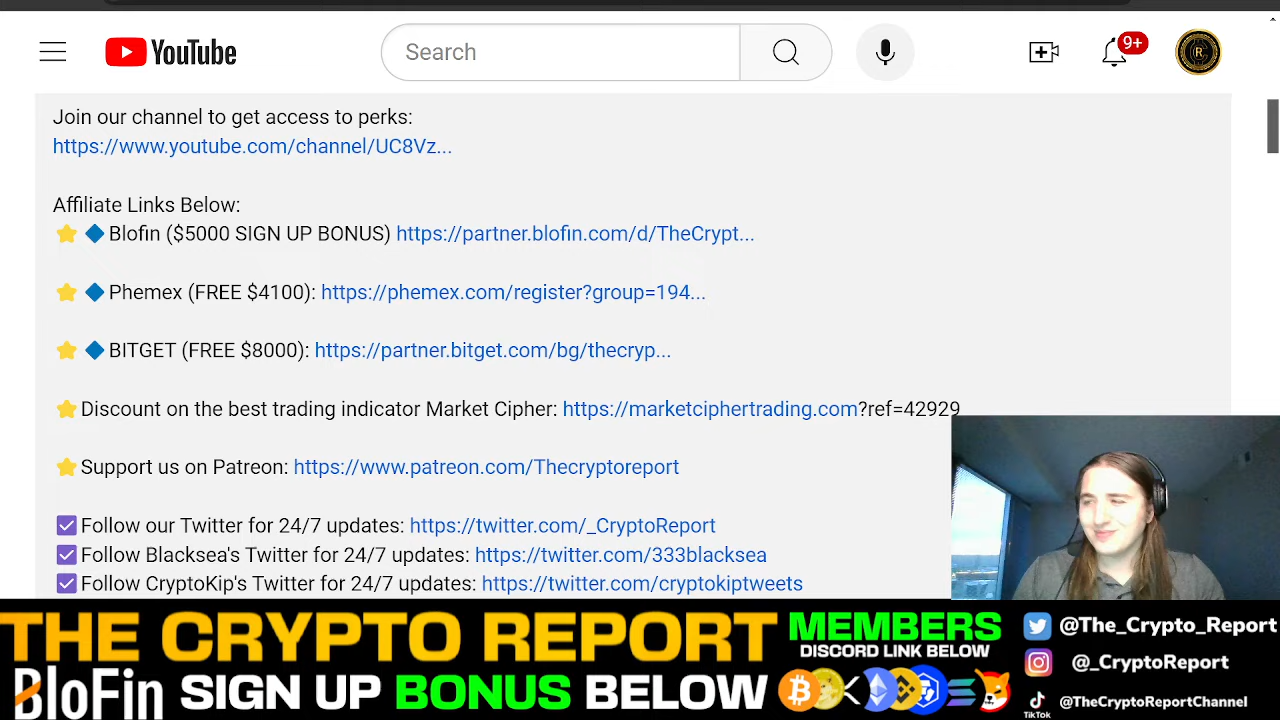 YouTube
Search
9+
Join our channel to get access to perks:
https://www.youtube.com/channel/UC8Vz...
Affiliate Links Below:
Blofin ($5000 SIGN UP BONUS) https://partner.blofin.com/d/TheCrypt...
Phemex (FREE $4100): https://phemex.com/register?group=194...
BITGET (FREE $8000): https://partner.bitget.com/bg/thecryp...
Discount on the best trading indicator Market Cipher: https://marketciphertrading.com?ref=42929
Support us on Patreon: https://www.patreon.com/Thecryptoreport
Follow our Twitter for 24/7 updates: https://twitter.com/_CryptoReport
Follow Blacksea's Twitter for 24/7 updates: https://twitter.com/333blacksea
Follow CryptoKip's Twitter for 24/7 updates: https://twitter.com/cryptokiptweets
THE CRYPTO REPORT
MEMBERS
DISCORD LINK BELOW
BloFin SIGN UP BONUS BELOW
@The_Crypto_Report
@_CryptoReport
TikTok @TheCryptoReportChannel